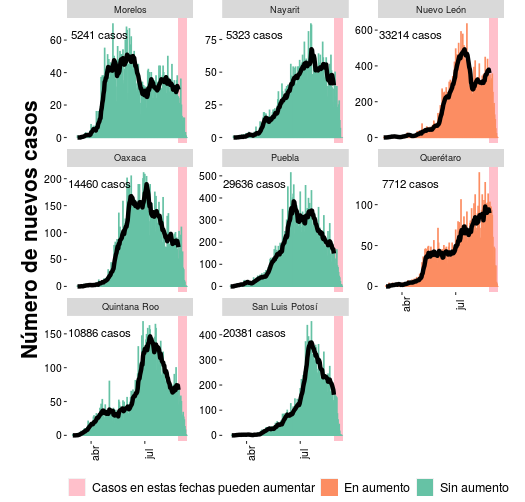 Número de nuevos casos
Morelos
5241 casos
60
40
20
0
Nayarit
5323 casos
75
50
25
0
Nuevo León
33214 casos
600
400
200
0
Oaxaca
14460 casos
200
150
100
50
0
Puebla
29636 casos
500
400
300
200
100
0
Querétaro
7712 casos
100
50
0
abr
jul
Quintana Roo
10886 casos
150
100
50
0
abr
jul
San Luis Potosí
20381 casos
400
300
200
100
0
abr
jul
Casos en estas fechas pueden aumentar
En aumento
Sin aumento